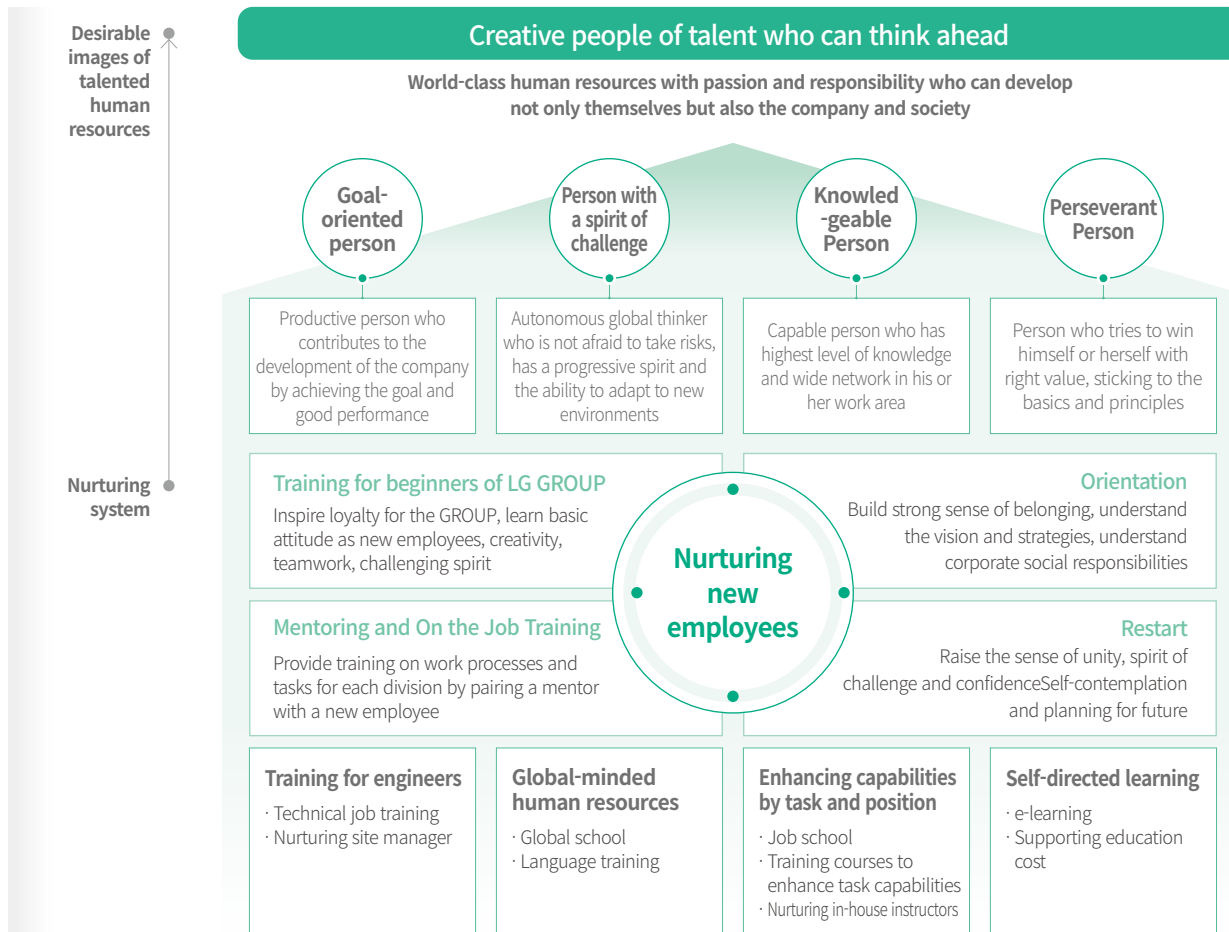 Desirable
images of
talented
human
resources
Creative people of talent who can think ahead
World-class human resources with passion and responsibility who can develop
not only themselves but also the company and society
Goal-
oriented
person
Person with
a spirit of
challenge
Knowled
-geable
Person
Perseverant
Person
Productive person who
contributes to the
development of the company
by achieving the goal and
good performance
Autonomous global thinker
who is not afraid to take risks,
has a progressive spirit and
the ability to adapt to new
environments
Capable person who has
highest level of knowledge
and wide network in his or
her work area
Person who tries to win
himself or herself with
right value, sticking to the
basics and principles
Nurturing
system
Training for beginners of LG GROUP
Inspire loyalty for the GROUP, learn basic
attitude as new employees, creativity,
teamwork, challenging spirit
Orientation
Build strong sense of belonging, understand
the vision and strategies, understand
corporate social responsibilities
Nurturing
new
employees
Mentoring and On the Job Training
Provide training on work processes and
tasks for each division by pairing a mentor
with a new employee
Restart
Raise the sense of unity, spirit of
challenge and confidenceSelf-contemplation
and planning for future
Training for engineers
· Technical job training
· Nurturing site manager
Global-minded
human resources
· Global school
· Language training
Enhancing capabilities
by task and position
· Job school
· Training courses to
enhance task capabilities
· Nurturing in-house instructors
Self-directed learning
· e-learning
· Supporting education
cost